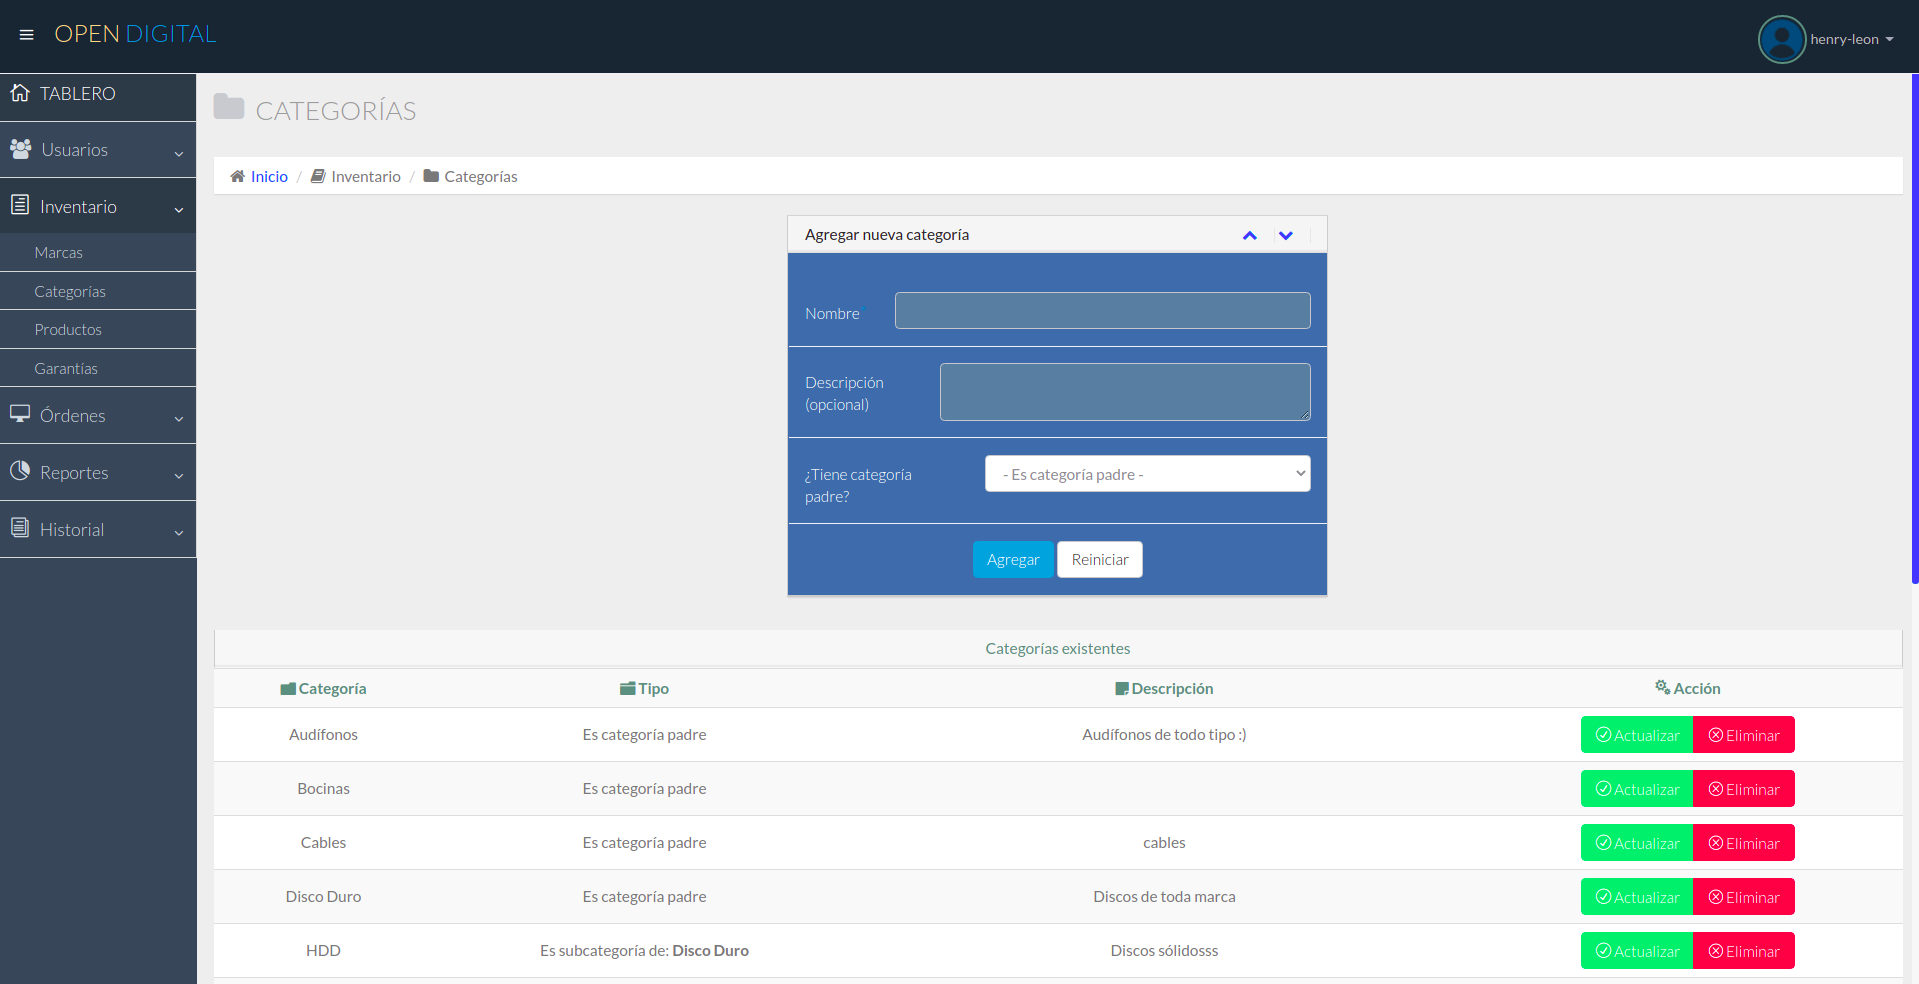 OPEN DIGITAL
henry-leon
TABLERO
Usuarios
Inventario
Marcas
Categorías
Productos
Garantías
Órdenes
Reportes
Historial
CATEGORÍAS
Inicio / Inventario / Categorías
Agregar nueva categoría
Nombre
Descripción
(opcional)
¿Tiene categoría
padre?
- Es categoría padre -
Agregar Reiniciar
Categorías existentes
Categoría Tipo Descripción Acción
Audífonos Es categoría padre Audífonos de todo tipo :) Actualizar Eliminar
Bocinas Es categoría padre Actualizar Eliminar
Cables Es categoría padre cables Actualizar Eliminar
Disco Duro Es categoría padre Discos de toda marca Actualizar Eliminar
HDD Es subcategoría de: Disco Duro Discos sólidosss Actualizar Eliminar